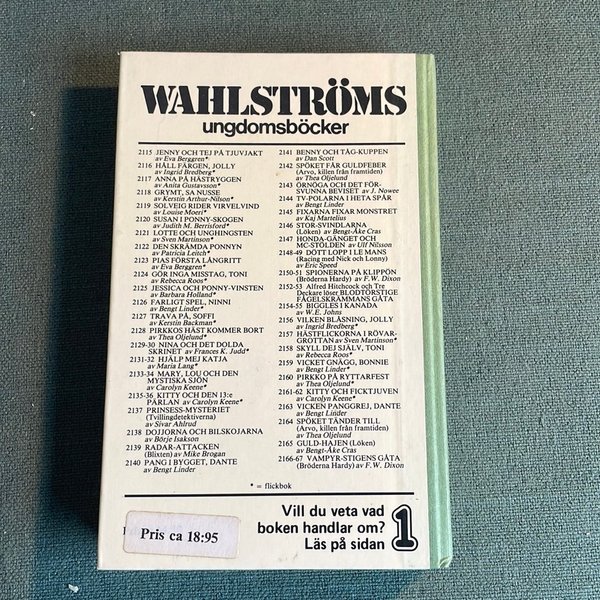 WAHLSTRÖMS
ungdomsböcker
2115 JENNY OCH TEJ PÅ TJUVJAKT
av Eva Berggren*
2116 HÅLL FÄRGEN, JOLLY
av Ingrid Bredberg*
2117 ANNA PÅ HÄSTRYGGEN
av Anita Gustavsson*
2118 GRYMT, SA NUSSE
av Kerstin Arthur-Nilson*
2119 SOLVEIG RIDER VIRVELVIND
av Louise Moeri*
2120 SUSAN I PONNY-SKOGEN
av Judith M. Berrisford*
2121 LOTTE OCH UNGHINGSTEN
av Sven Martinson*
2122 DEN SKRÄMDA PONNYN
av Patricia Leitch*
2123 PIAS FÖRSTA LÅNGRITT
av Eva Berggren*
2124 GÖR INGA MISSTAG, TONI
av Rebecca Roos*
2125 JESSICA OCH PONNY-VINSTEN
av Barbara Holland*
2126 FARLIGT SPEL, NINNI
av Bengt Linder*
2127 TRAVA PÅ, SOFFI
av Kerstin Backman*
2128 PIRKKOS HÄST KOMMER BORT
av Thea Oljelund*
2129-30 NINA OCH DET DOLDA
SKRINET av Frances K. Judd*
2131-32 HJÄLP MEJ KATJA
av Maria Lang*
2133-34 MARY, LOU OCH DEN
MYSTISKA SJÖN
av Carolyn Keene*
2135-36 KITTY OCH DEN 13:e
PÄRLAN av Carolyn Keene*
2137 PRINSESS-MYSTERIET
(Tvillingdetektiverna)
av Sivar Ahlrud
2138 DOJJORNA OCH BILSKOJARNA
av Börje Isakson
2139 RADAR-ATTACKEN
(Blixten) av Mike Brogan
2140 PANG I BYGGET, DANTE
av Bengt Linder
2141 BENNY OCH TÅG-KUPPEN
av Dan Scott
2142 SPÖKET FÅR GULDFEBER
(Arvo, killen från framtiden)
av Thea Oljelund
2143 ÖRNÖGA OCH DET FÖR-
SVUNNA BEVISET av J. Nowee
2144 TV-POLARNA I HETA SPÅR
av Bengt Linder
2145 FIXARNA FIXAR MONSTRET
av Kaj Martelius
2146 STOR-SVINDLARNA
(Löken) av Bengt-Åke Cras
2147 HONDA-GÄNGET OCH
MC-STÖLDEN av Ulf Nilsson
2148-49 DÖTT LOPP I LE MANS
(Racing med Nick och Lonny)
av Eric Speed
2150-51 SPIONERNA PÅ KLIPPÖN
(Bröderna Hardy) av F.W. Dixon
2152-53 Alfred Hitchcock och Tre
Deckare löser BLODTÖRSTIGE
FÅGELSKRÄMMANS GÅTA
2154-55 BIGGLES I KANADA
av W.E. Johns
2156 VILKEN BLÅSNING, JOLLY
av Ingrid Bredberg*
2157 HÄSTFLICKORNA I RÖVAR-
GROTTAN av Sven Martinson*
2158 SKYLL DEJ SJÄLV, TONI
av Rebecca Roos*
2159 VICKET GNÄGG, BONNIE
av Bengt Linder*
2160 PIRKKO PÅ RYTTARFEST
av Thea Oljelund*
2161-62 KITTY OCH FICKTJUVEN
av Carolyn Keene*
2163 VICKEN PANGGREJ, DANTE
av Bengt Linder
2164 SPÖKET TÄNDER TILL
(Arvo, killen från framtiden)
av Thea Oljelund
2165 GULD-HAJEN (Löken)
av Bengt-Åke Cras
2166-67 VAMPYR-STIGENS GÅTA
(Bröderna Hardy) av F.W. Dixon
* = flickbok
Vill du veta vad
boken handlar om?
Läs på sidan 1
Pris ca 18:95